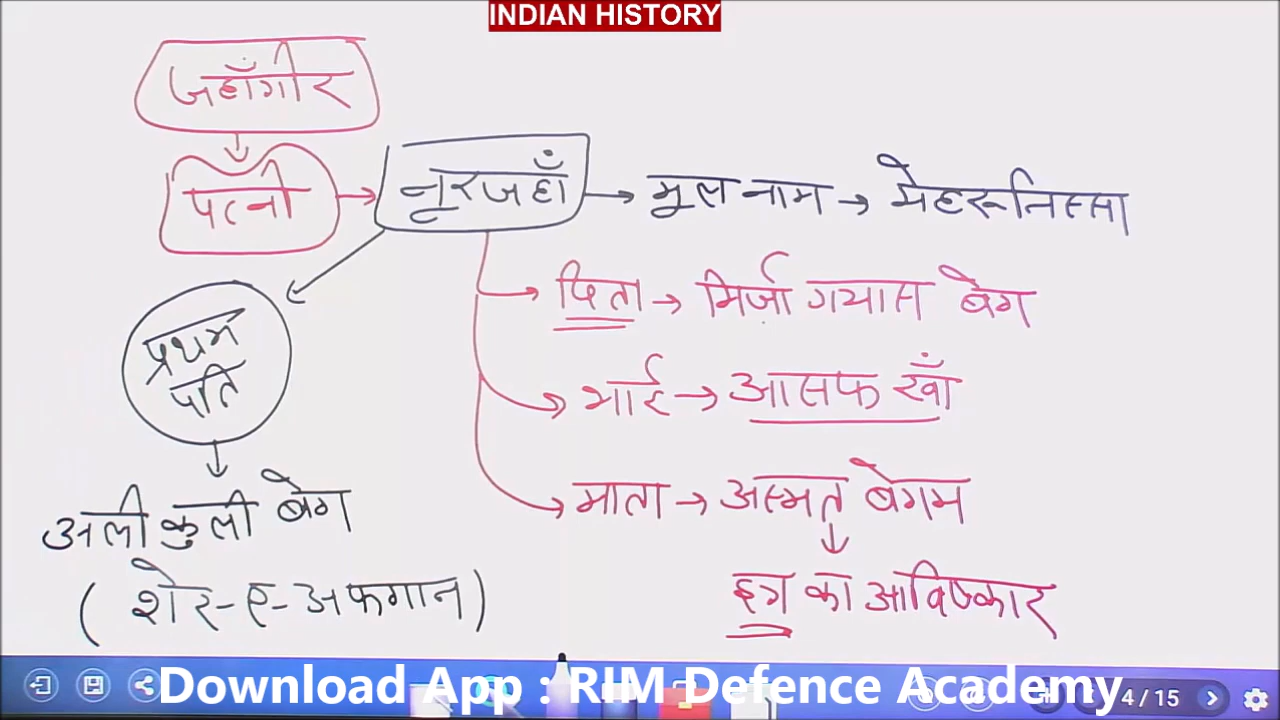 INDIAN HISTORY
जहाँगीर
पत्नी → नूरजहाँ → मूल नाम → मेहरूनिस्सा
पिता → मिर्जा गयास बेग
प्रथम
पति
भाई → आसफ खाँ
अली कुली बेग
(शेर-ए-अफगान)
माता → अस्मत बेगम
इत्र का आविष्कार
Download App : RIM Defence Academy
4/15